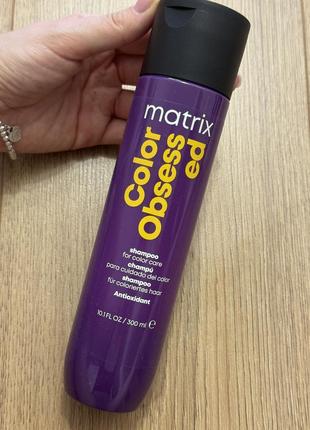 matrix
Color
Obsess
ed
shampoo
for color care
champú
para cuidado del color
shampoo
für coloriertes haar
Antioxidant
10.1 FL OZ / 300 ml ℮